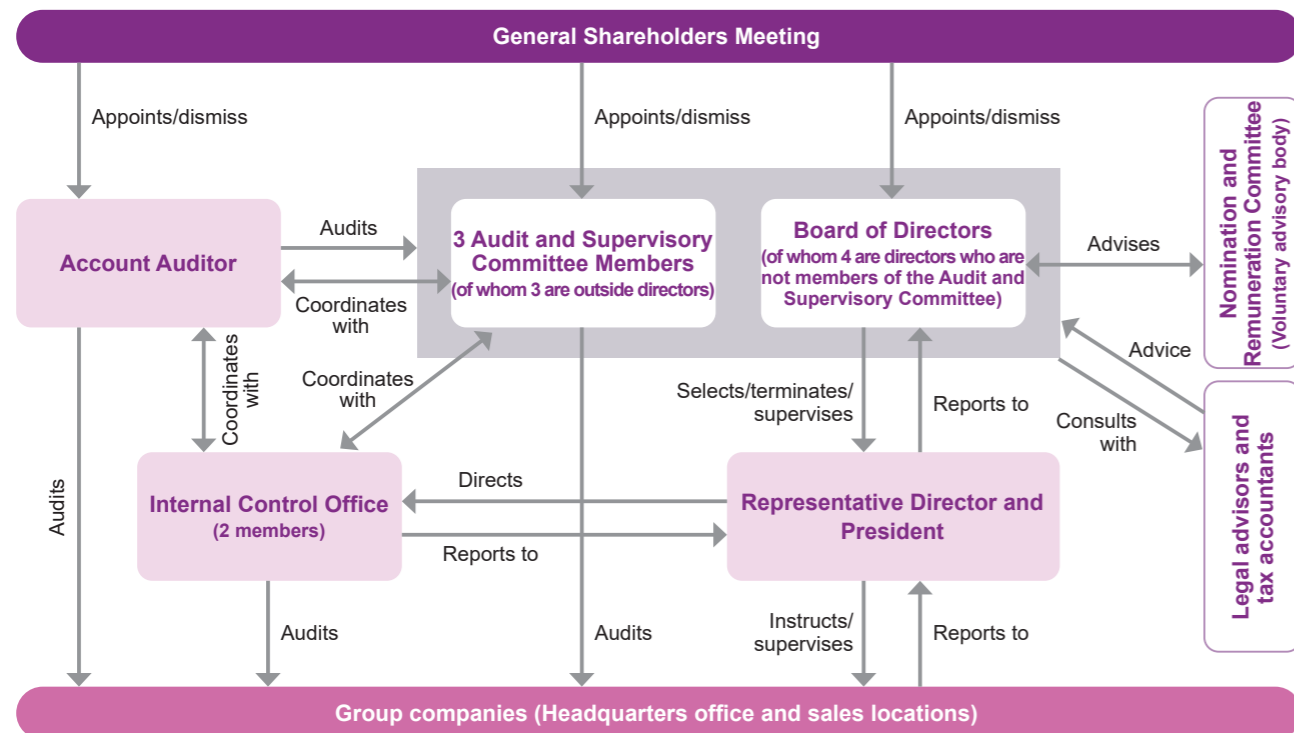 General Shareholders Meeting
Appoints/dismiss
Appoints/dismiss
Appoints/dismiss
Account Auditor
Audits
Coordinates
with
3 Audit and Supervisory
Committee Members
(of whom 3 are outside directors)
Board of Directors
(of whom 4 are directors who are
not members of the Audit and
Supervisory Committee)
Advises
Nomination and
Remuneration Committee
(Voluntary advisory body)
Coordinates
with
Coordinates
with
Selects/terminates/
supervises
Reports to
Advice
Consults
with
Legal advisors and
tax accountants
Audits
Internal Control Office
(2 members)
Directs
Reports to
Representative Director and
President
Audits
Audits
Instructs/
supervises
Reports to
Group companies (Headquarters office and sales locations)